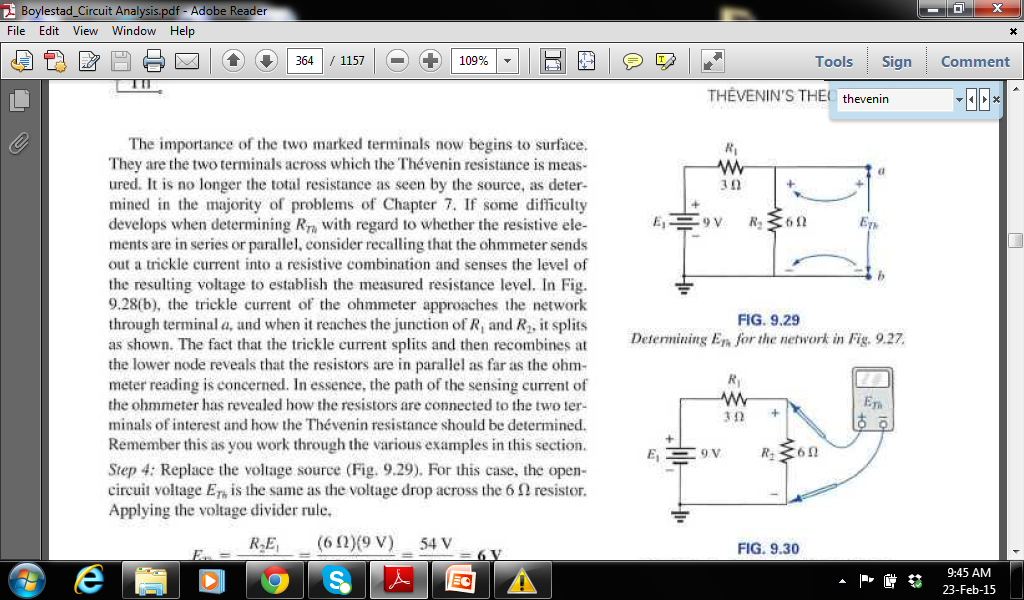 Boylestad_Circuit Analysis.pdf - Adobe Reader
File Edit View Window Help
364 / 1157 109% Tools Sign Comment
THÉVENIN'S THEO
thevenin
The importance of the two marked terminals now begins to surface.
They are the two terminals across which the Thévenin resistance is meas-
ured. It is no longer the total resistance as seen by the source, as deter-
mined in the majority of problems of Chapter 7. If some difficulty
develops when determining RTh with regard to whether the resistive ele-
ments are in series or parallel, consider recalling that the ohmmeter sends
out a trickle current into a resistive combination and senses the level of
the resulting voltage to establish the measured resistance level. In Fig.
9.28(b), the trickle current of the ohmmeter approaches the network
through terminal a, and when it reaches the junction of R1 and R2, it splits
as shown. The fact that the trickle current splits and then recombines at
the lower node reveals that the resistors are in parallel as far as the ohm-
meter reading is concerned. In essence, the path of the sensing current of
the ohmmeter has revealed how the resistors are connected to the two ter-
minals of interest and how the Thévenin resistance should be determined.
Remember this as you work through the various examples in this section.
Step 4: Replace the voltage source (Fig. 9.29). For this case, the open-
circuit voltage ETh is the same as the voltage drop across the 6 Ω resistor.
Applying the voltage divider rule,
R2E1 (6 Ω)(9 V) 54 V
ETh = = = = 6 V
R1
3 Ω
+ + + a
E1 9 V R2 6 Ω ETh
− − − b
FIG. 9.29
Determining ETh for the network in Fig. 9.27.
R1
3 Ω
ETh
+ + + −
E1 9 V R2 6 Ω
− −
FIG. 9.30
9:45 AM
23-Feb-15